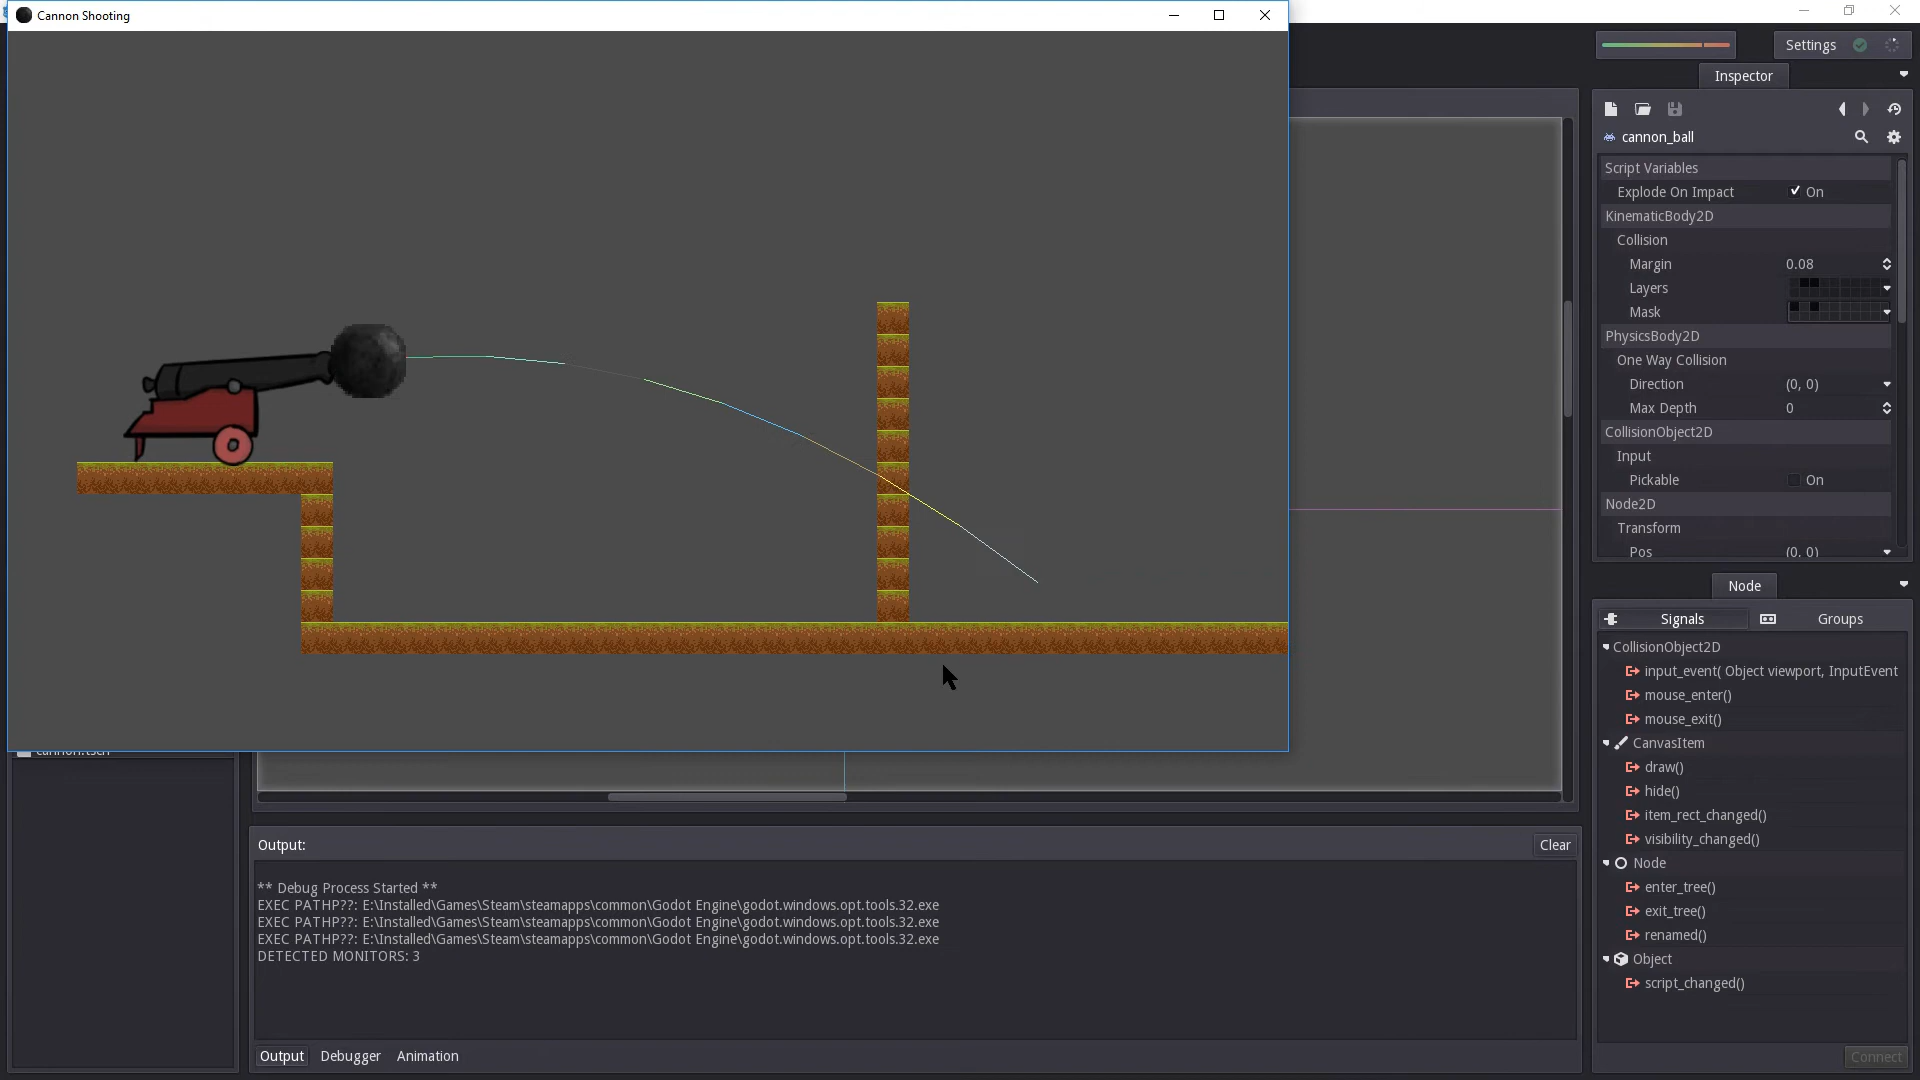 Cannon Shooting
Settings
Inspector
cannon_ball
Script Variables
Explode On Impact On
KinematicBody2D
Collision
Margin 0.08
Layers
Mask
PhysicsBody2D
One Way Collision
Direction (0, 0)
Max Depth 0
CollisionObject2D
Input
Pickable On
Node2D
Transform
Pos (0, 0)
Node
Signals Groups
CollisionObject2D
input_event( Object viewport, InputEvent
mouse_enter()
mouse_exit()
CanvasItem
draw()
hide()
item_rect_changed()
visibility_changed()
Node
enter_tree()
exit_tree()
renamed()
Object
script_changed()
Connect
cannon.tscn
Output:
Clear
** Debug Process Started **
EXEC PATHP??: E:\Installed\Games\Steam\steamapps\common\Godot Engine\godot.windows.opt.tools.32.exe
EXEC PATHP??: E:\Installed\Games\Steam\steamapps\common\Godot Engine\godot.windows.opt.tools.32.exe
EXEC PATHP??: E:\Installed\Games\Steam\steamapps\common\Godot Engine\godot.windows.opt.tools.32.exe
DETECTED MONITORS: 3
Output Debugger Animation